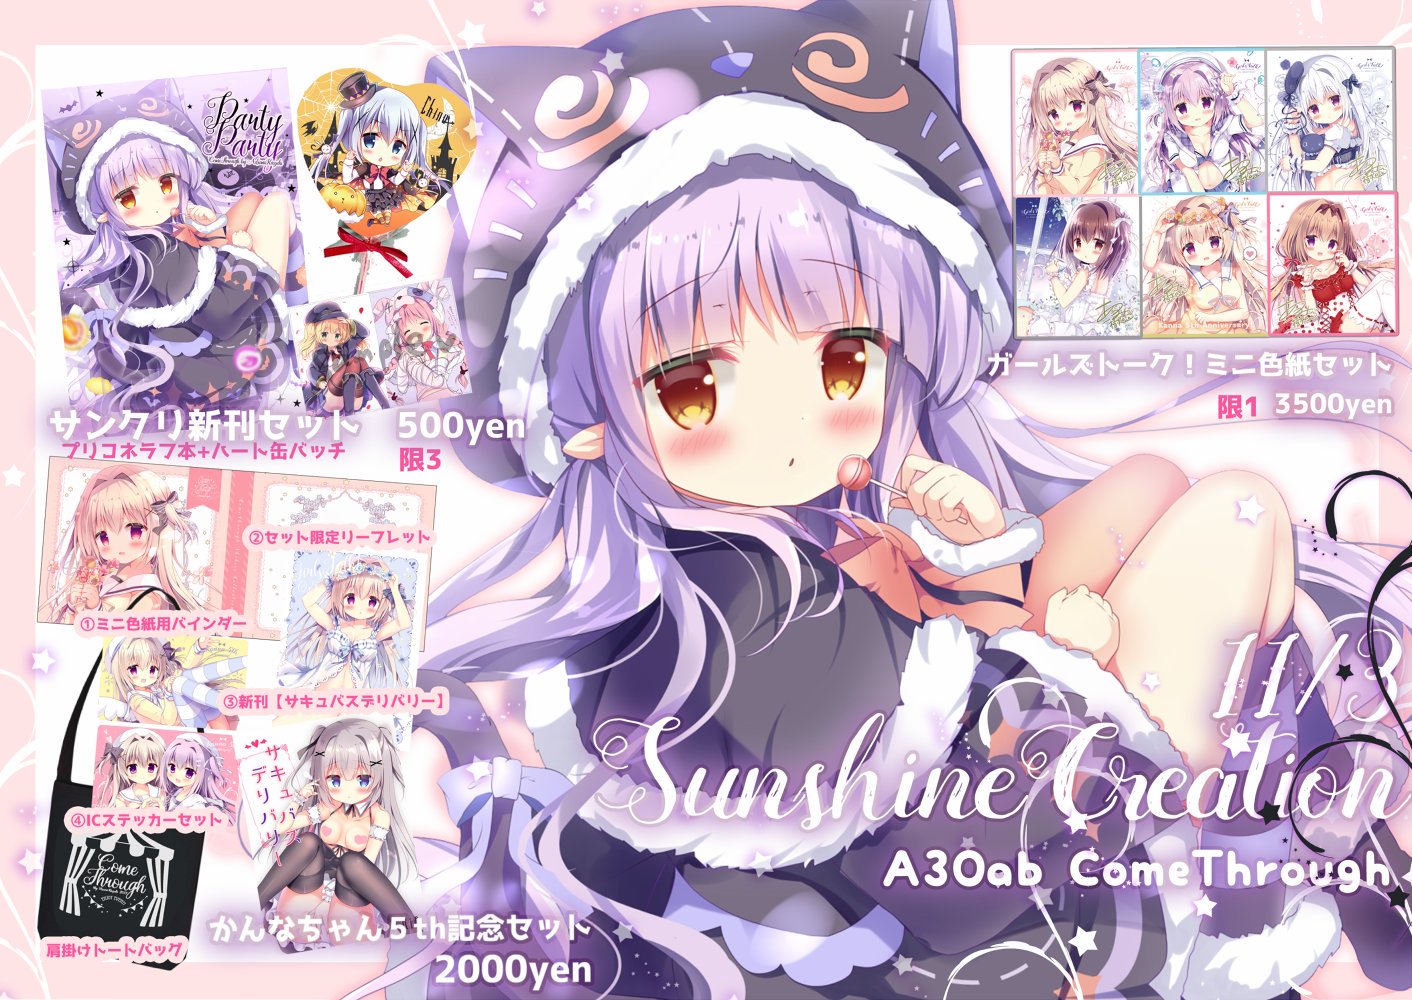 Party
Party
Chino
サンクリ新刊セット 500yen
プリコネラフ本+ハート缶バッチ 限3
ガールズトーク！ミニ色紙セット
限1 3500yen
Kanna 5th Anniversary
②セット限定リーフレット
①ミニ色紙用バインダー
③新刊【サキュバスデリバリー】
サキュバス
デリバリー
④ICステッカーセット
Come
Through
肩掛けトートバッグ
かんなちゃん５th記念セット
2000yen
11/3
Sunshine Creation
A30ab ComeThrough